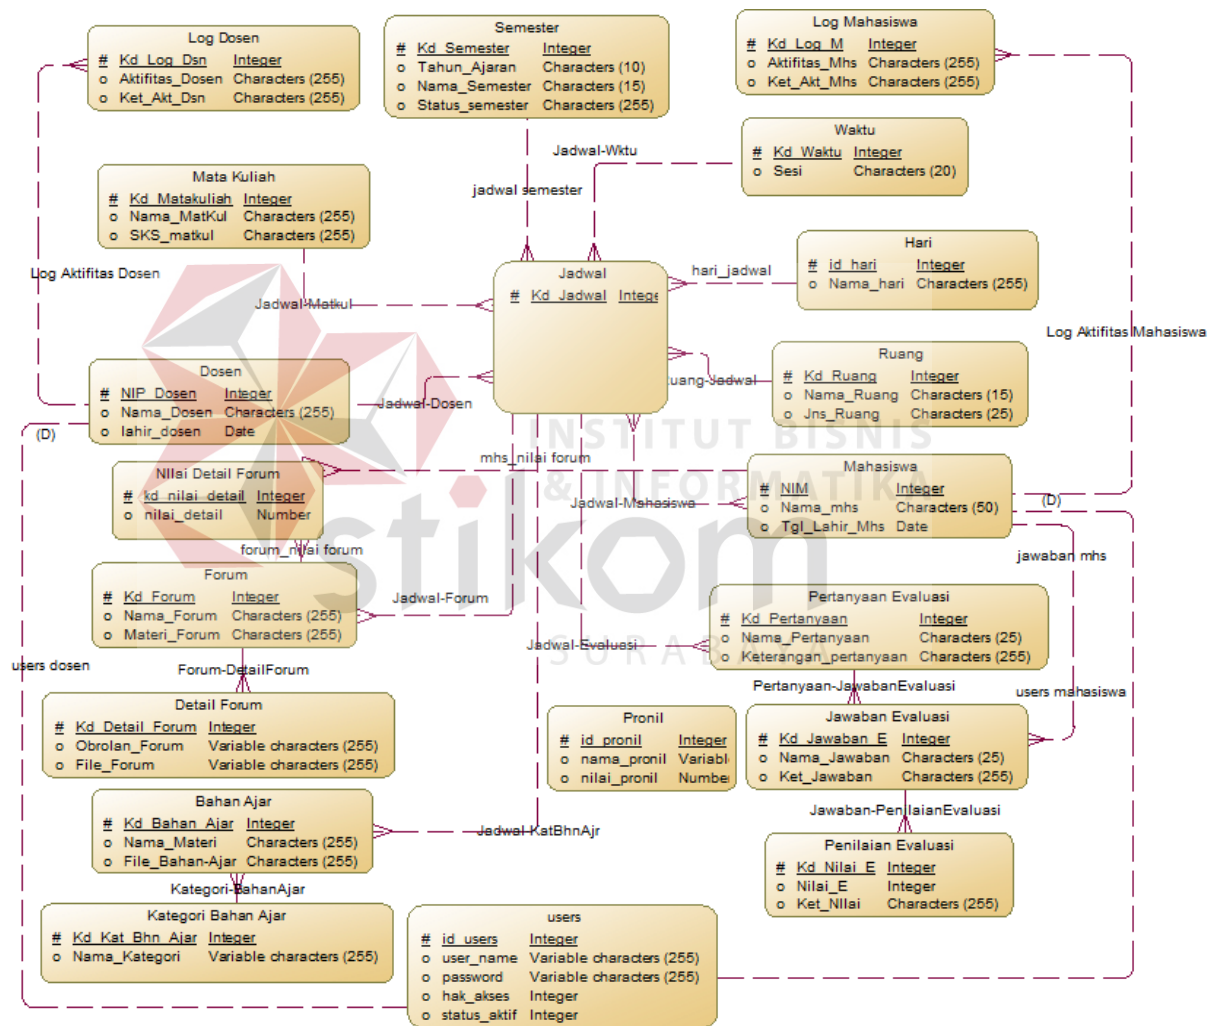 Log Dosen
# Kd_Log_Dsn Integer
o Aktifitas_Dosen Characters (255)
o Ket_Akt_Dsn Characters (255)
Semester
# Kd_Semester Integer
o Tahun_Ajaran Characters (10)
o Nama_Semester Characters (15)
o Status_semester Characters (255)
Log Mahasiswa
# Kd_Log_M Integer
o Aktifitas_Mhs Characters (255)
o Ket_Akt_Mhs Characters (255)
Waktu
# Kd_Waktu Integer
o Sesi Characters (20)
Jadwal-Wktu
jadwal semester
Mata Kuliah
# Kd_Matakuliah Integer
o Nama_MatKul Characters (255)
o SKS_matkul Characters (255)
Log Aktifitas Dosen
Jadwal-Matkul
Jadwal
# Kd_Jadwal Intege
hari_jadwal
Hari
# id_hari Integer
o Nama_hari Characters (255)
Log Aktifitas Mahasiswa
Dosen
# NIP_Dosen Integer
o Nama_Dosen Characters (255)
o lahir_dosen Date
Jadwal-Dosen
uang-Jadwal
Ruang
# Kd_Ruang Integer
o Nama_Ruang Characters (15)
o Jns_Ruang Characters (25)
(D)
INSTITUT BISNIS
& INFORMATIKA
stikom
SURABAYA
mhs_nilai forum
NIlai Detail Forum
# kd_nilai_detail Integer
o nilai_detail Number
Jadwal-Mahasiswa
Mahasiswa
# NIM Integer
o Nama_mhs Characters (50)
o Tgl_Lahir_Mhs Date
(D)
jawaban mhs
forum_nilai forum
Forum
# Kd_Forum Integer
o Nama_Forum Characters (255)
o Materi_Forum Characters (255)
Jadwal-Forum
Jadwal-Evaluasi
Pertanyaan Evaluasi
# Kd_Pertanyaan Integer
o Nama_Pertanyaan Characters (25)
o Keterangan_pertanyaan Characters (255)
users dosen
Forum-DetailForum
Pertanyaan-JawabanEvaluasi
users mahasiswa
Detail Forum
# Kd_Detail_Forum Integer
o Obrolan_Forum Variable characters (255)
o File_Forum Variable characters (255)
Pronil
# id_pronil Integer
o nama_pronil Variabl
o nilai_pronil Number
Jawaban Evaluasi
# Kd_Jawaban_E Integer
o Nama_Jawaban Characters (25)
o Ket_Jawaban Characters (255)
Jawaban-PenilaianEvaluasi
Bahan Ajar
# Kd_Bahan_Ajar Integer
o Nama_Materi Characters (255)
o File_Bahan-Ajar Characters (255)
Jadwal-KatBhnAjr
Penilaian Evaluasi
# Kd_Nilai_E Integer
o Nilai_E Integer
o Ket_NIlai Characters (255)
Kategori-BahanAjar
Kategori Bahan Ajar
# Kd_Kat_Bhn_Ajar Integer
o Nama_Kategori Variable characters (255)
users
# id_users Integer
o user_name Variable characters (255)
o password Variable characters (255)
o hak_akses Integer
o status_aktif Integer